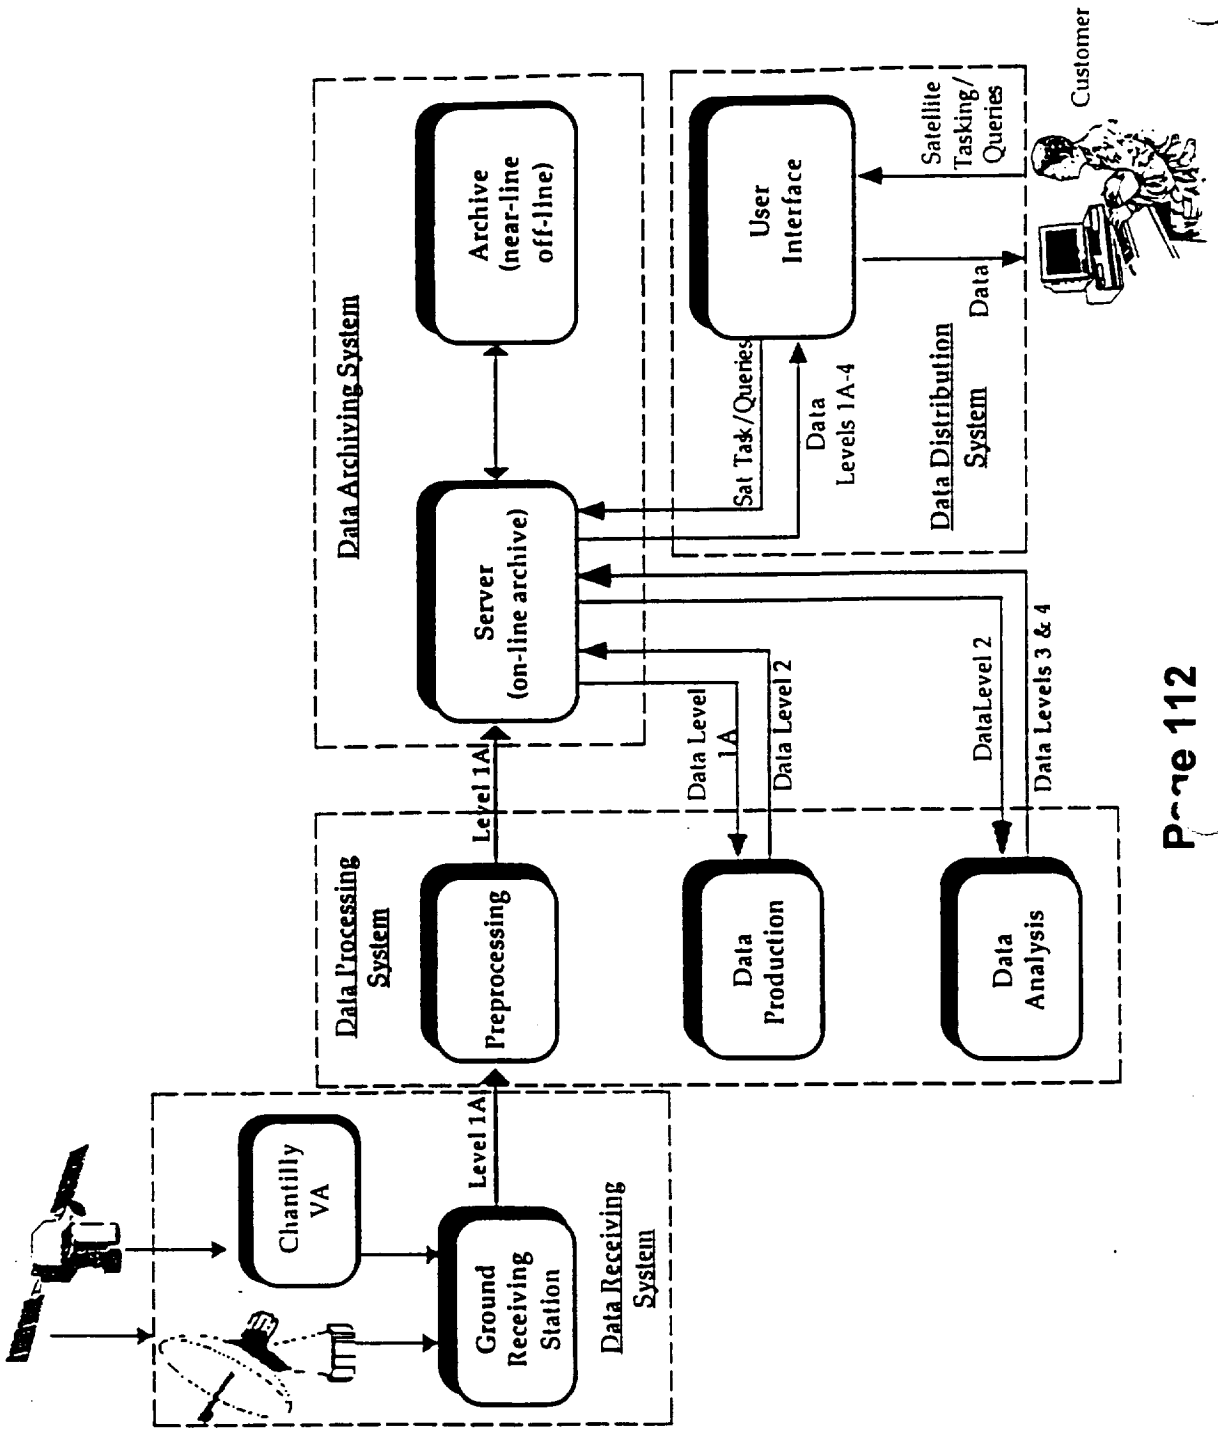 Chantilly
VA
Ground
Receiving
Station
Data Receiving
System
Level 1A
Data Processing
System
Preprocessing
Data
Production
Data
Analysis
Level 1A
Data Level
1A
Data Level 2
DataLevel 2
Data Levels 3 & 4
Data Archiving System
Server
(on-line archive)
Archive
(near-line
off-line)
Sat Task/Queries
Data
Levels 1A-4
User
Interface
Data Distribution
System
Data
Satellite
Tasking/
Queries
Customer
Page 112